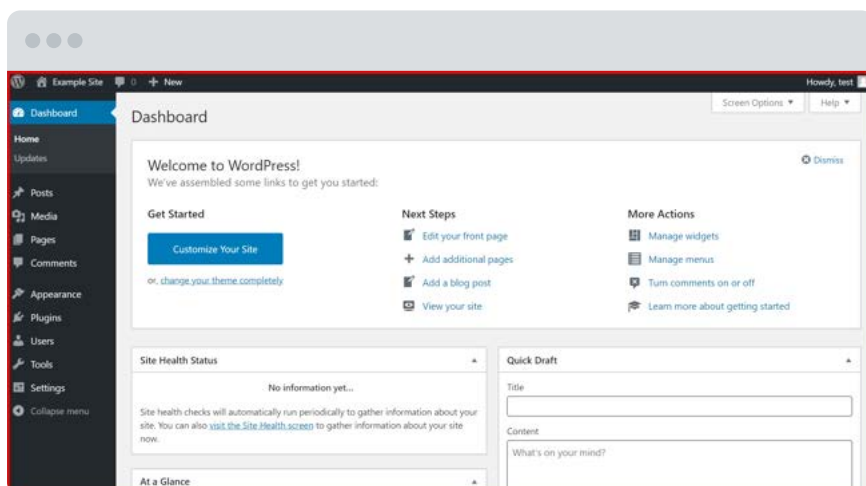 Example Site 0 + New Howdy, test
Dashboard
Home
Updates
Posts
Media
Pages
Comments
Appearance
Plugins
Users
Tools
Settings
Collapse menu
Screen Options ▼ Help ▼
Dashboard
Welcome to WordPress!
We've assembled some links to get you started:
Dismiss
Get Started
Customize Your Site
or, change your theme completely
Next Steps
Edit your front page
Add additional pages
Add a blog post
View your site
More Actions
Manage widgets
Manage menus
Turn comments on or off
Learn more about getting started
Site Health Status
No information yet...
Site health checks will automatically run periodically to gather information about your
site. You can also visit the Site Health screen to gather information about your site
now.
At a Glance
Quick Draft
Title
Content
What's on your mind?